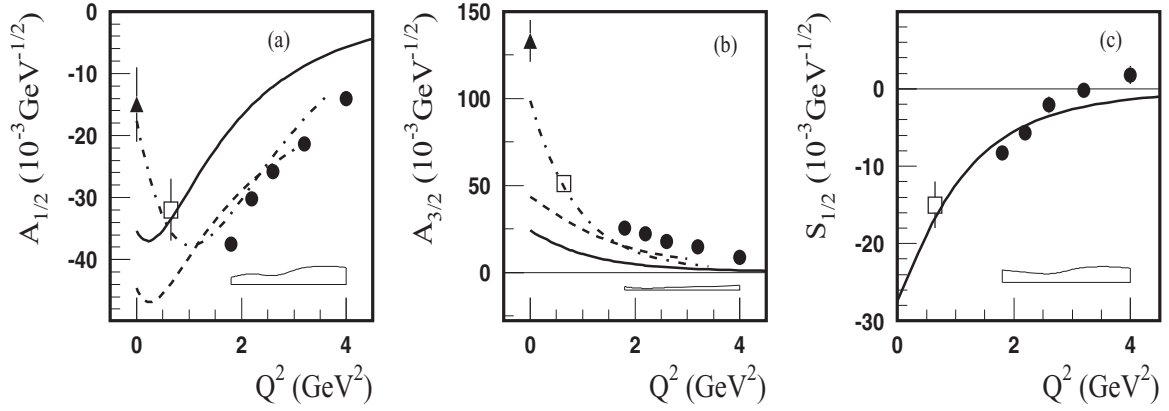 A1/2 (10-3 GeV-1/2)
0
-10
-20
-30
-40
(a)
0 2 4
Q2 (GeV2)
A3/2 (10-3 GeV-1/2)
150
100
50
0
(b)
0 2 4
Q2 (GeV2)
S1/2 (10-3 GeV-1/2)
0
-10
-20
-30
(c)
0 2 4
Q2 (GeV2)